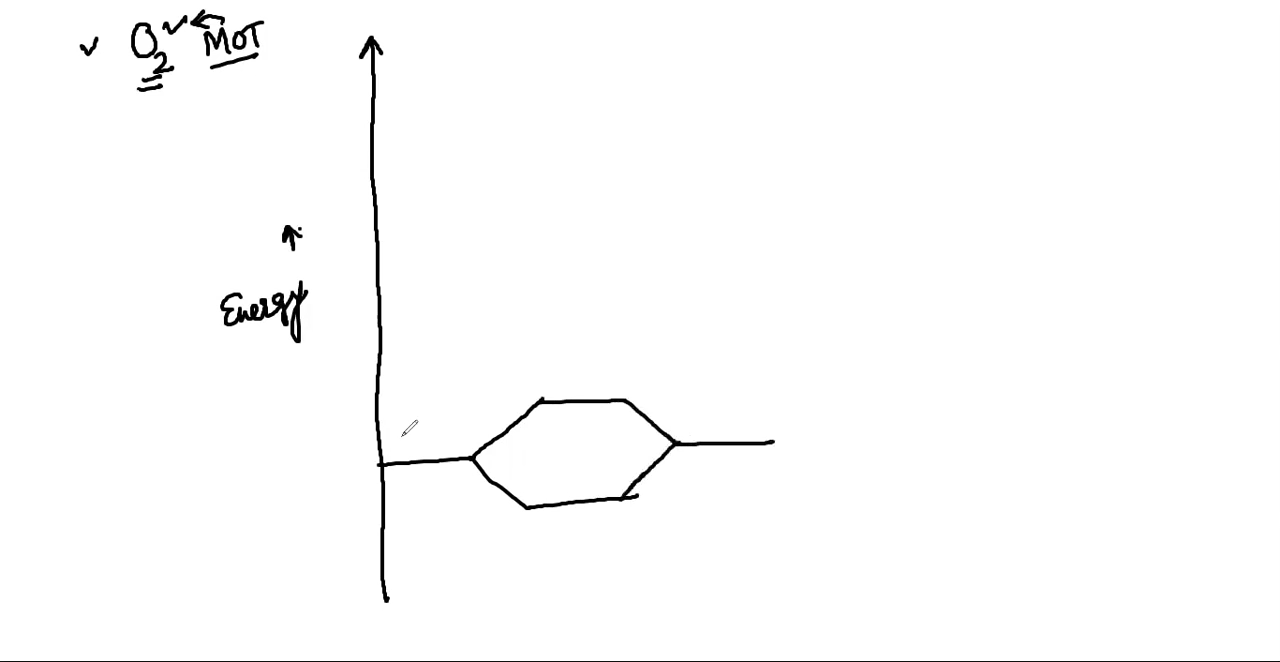 ✓ O₂ ✓ ← MOT
↑
Energy